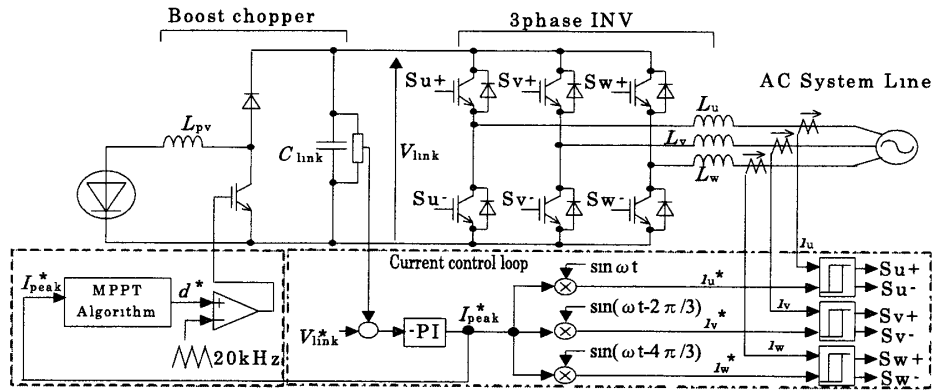 Boost chopper
3phase INV
AC System Line
Su+
Sv+
Sw+
Lpv
Clink
Vlink
Lu
Lv
Lw
Su-
Sv-
Sw-
Current control loop
I*peak
MPPT
Algorithm
d*
+
−
20kHz
V*link
-PI
I*peak
sin ωt
sin(ωt-2π/3)
sin(ωt-4π/3)
iu*
iv*
iw*
iu
iv
iw
Su+
Su-
Sv+
Sv-
Sw+
Sw-